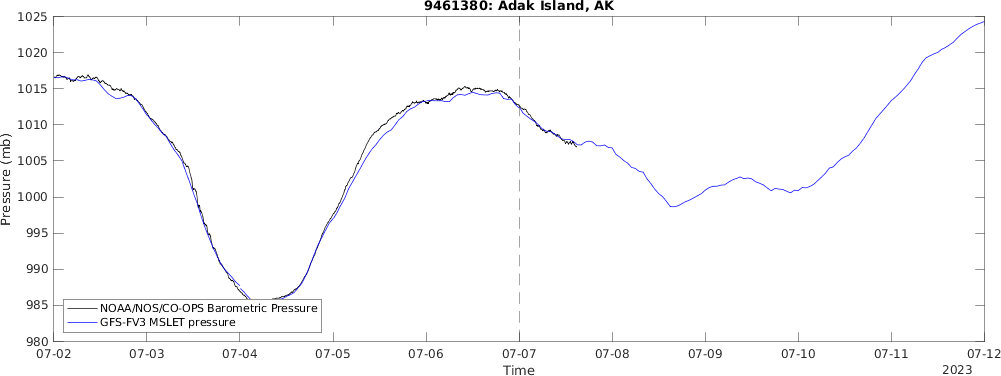 9461380: Adak Island, AK
1025
1020
1015
1010
1005
1000
995
990
985
980
Pressure (mb)
NOAA/NOS/CO-OPS Barometric Pressure
GFS-FV3 MSLET pressure
07-02 07-03 07-04 07-05 07-06 07-07 07-08 07-09 07-10 07-11 07-12
Time
2023